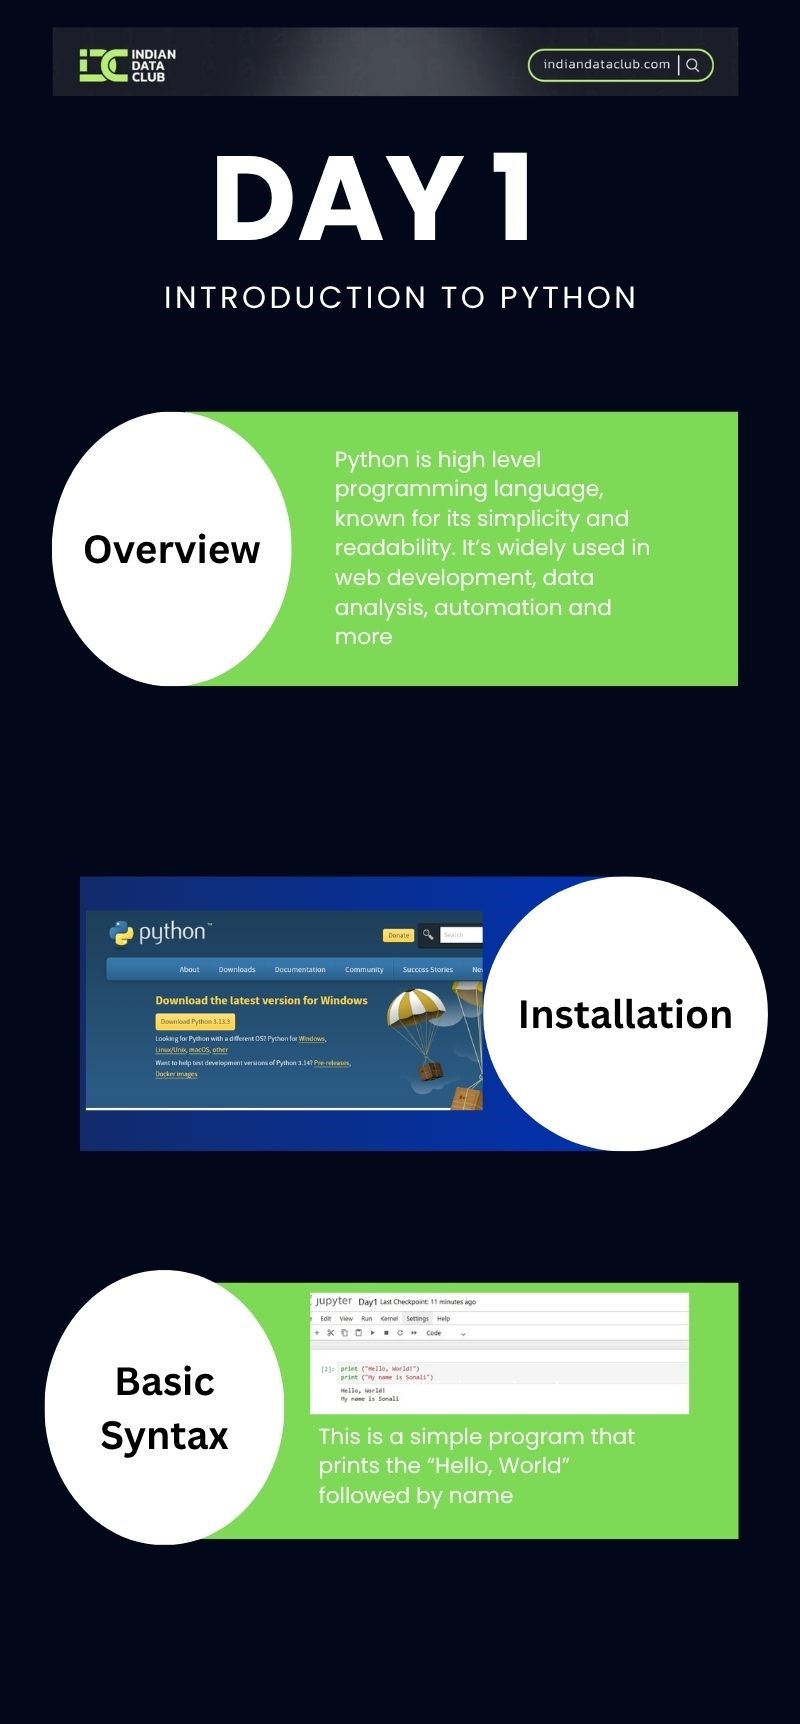 INDIAN
DATA
CLUB
indiandataclub.com
DAY 1
INTRODUCTION TO PYTHON
Overview
Python is high level
programming language,
known for its simplicity and
readability. It’s widely used in
web development, data
analysis, automation and
more
python™
Donate
Search
About Downloads Documentation Community Success Stories Ne
Download the latest version for Windows
Download Python 3.13.3
Looking for Python with a different OS? Python for Windows,
Linux/Unix, macOS, other
Want to help test development versions of Python 3.14? Pre-releases,
Docker images
Installation
Basic
Syntax
jupyter Day1 Last Checkpoint: 11 minutes ago
Edit View Run Kernel Settings Help
Code
[2]: print ("Hello, World!")
print ("My name is Sonali")
Hello, World!
My name is Sonali
This is a simple program that
prints the “Hello, World”
followed by name